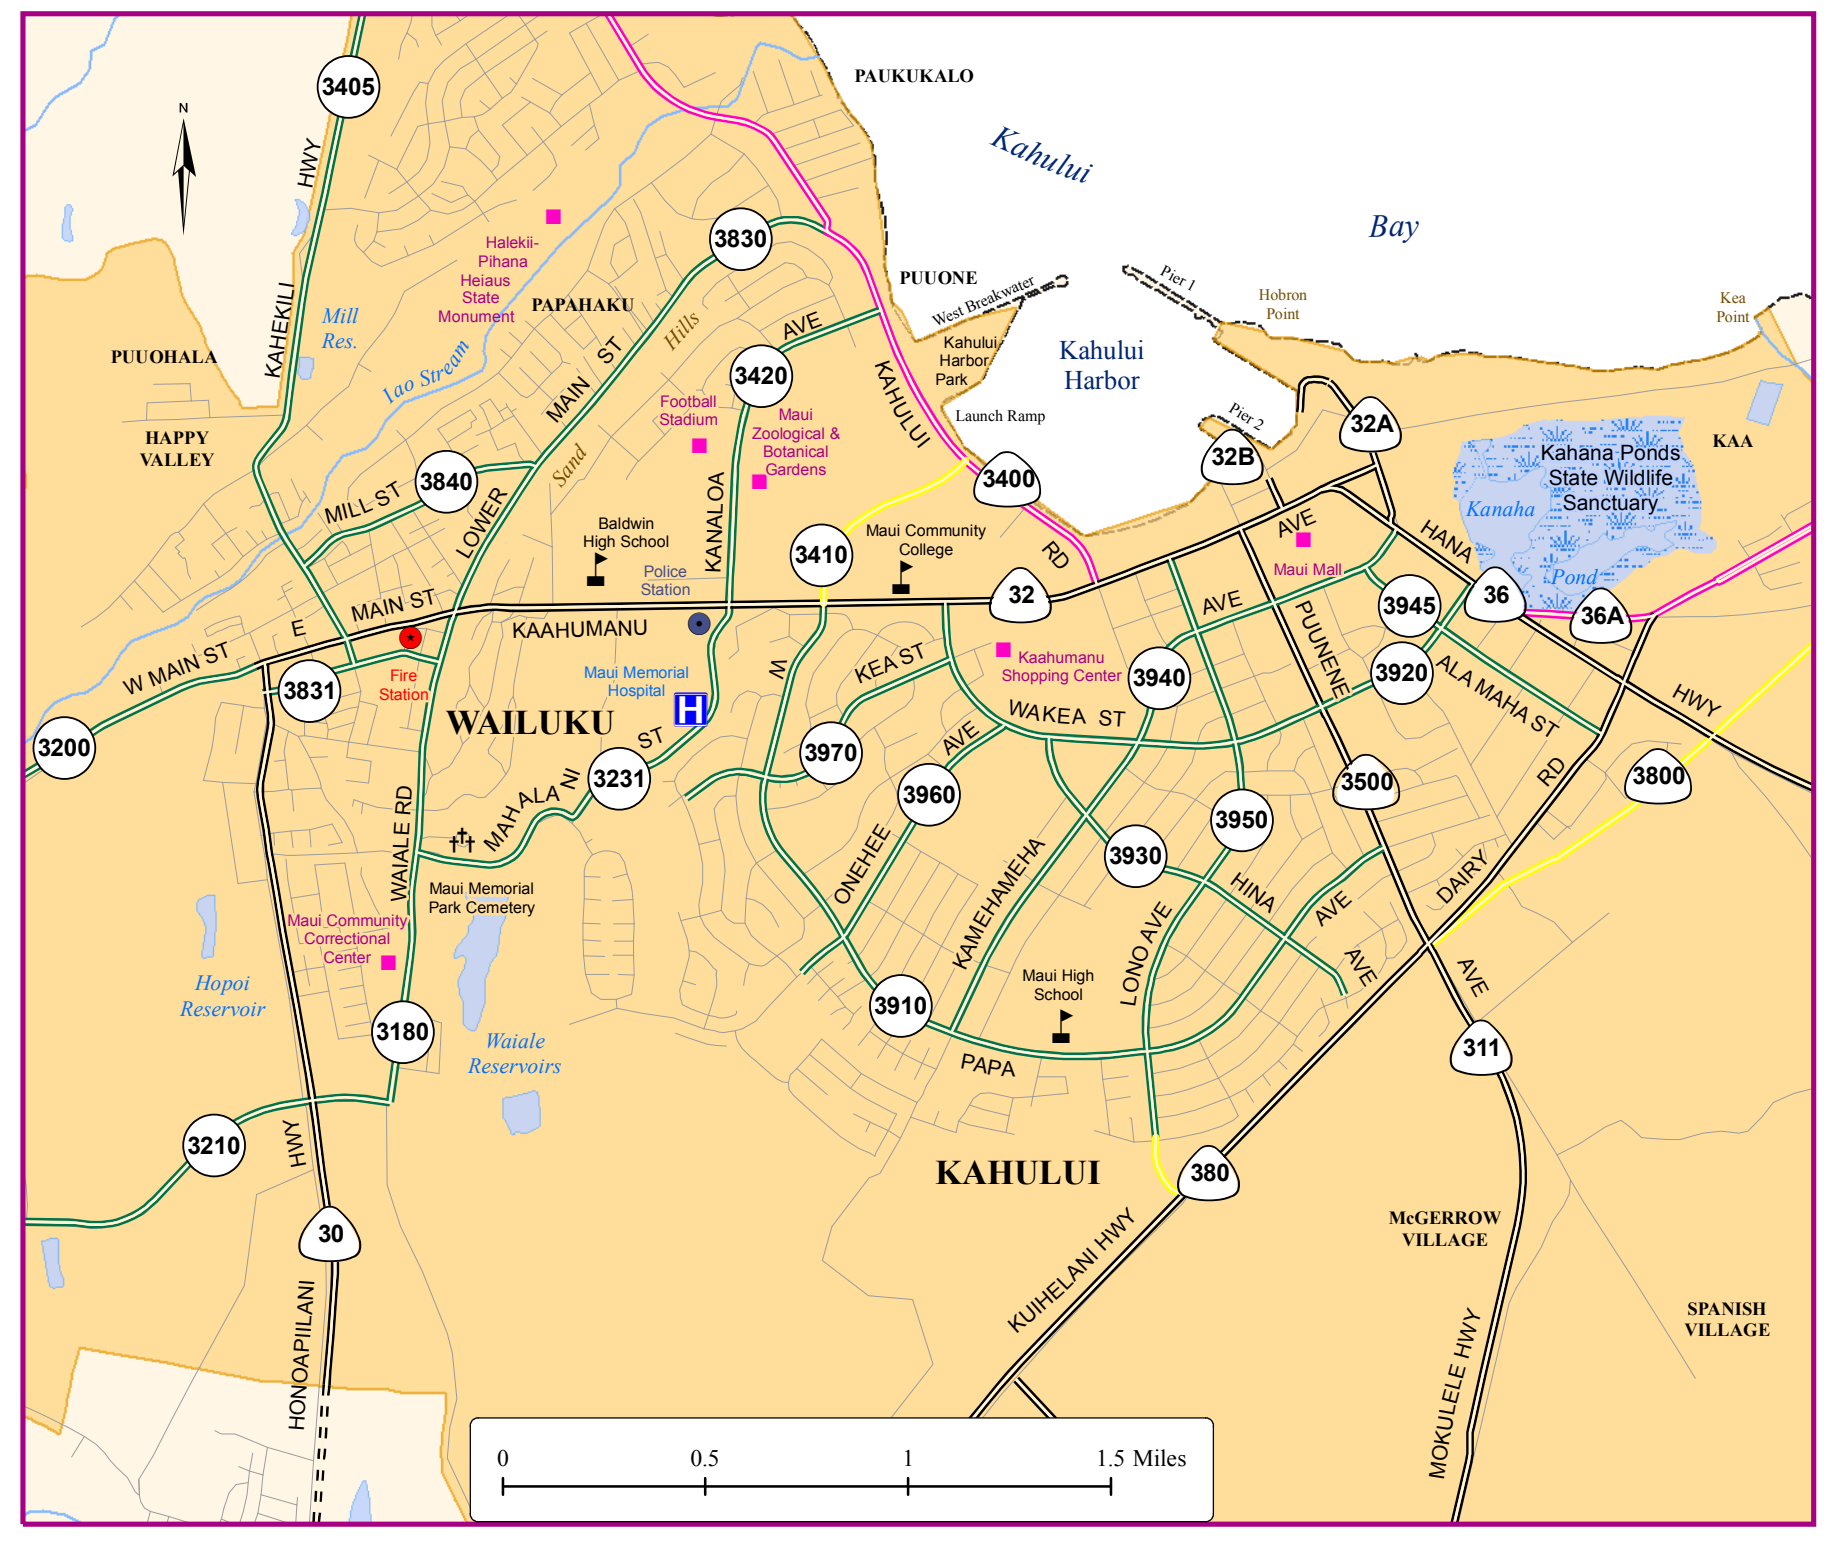 PAUKUKALO
3405
N
Kahului
HWY
Bay
Halekii-
Pihana
Heiaus
State
Monument
3830
PUUONE
West Breakwater
Pier 1
Hobron
Point
Kea
Point
PAPAHAKU
KAHEKILI
Mill
Res.
Hills
AVE
Kahului
Harbor
Park
Kahului
Harbor
PUUOHALA
Iao Stream
MAIN ST
3420
KAHULUI
Launch Ramp
Pier 2
32A
Football
Stadium
Maui
Zoological &
Botanical
Gardens
HAPPY
VALLEY
KAA
Kahana Ponds
State Wildlife
Sanctuary
32B
Sand
3840
MILL ST
3400
Kanaha
LOWER
KANALOA
Baldwin
High School
3410
Maui Community
College
RD
AVE
HANA
Police
Station
Maui Mall
Pond
32
3945
36
36A
MAIN ST
E
KAAHUMANU
AVE
PUUNENE
W MAIN ST
Fire
Station
3831
Maui Memorial
Hospital
H
W
KEA ST
Kaahumanu
Shopping Center
3940
3920
ALA MAHA ST
HWY
WAILUKU
WAKEA ST
3200
ST
3970
AVE
3231
3960
3500
3800
RD
MAHALANI
WAIALE RD
3950
ONEHEE
3930
KAMEHAMEHA
HINA
AVE
DAIRY
Maui Memorial
Park Cemetery
Maui Community
Correctional
Center
LONO AVE
AVE
AVE
Hopoi
Reservoir
Maui High
School
3910
3180
Waiale
Reservoirs
PAPA
311
3210
HWY
KAHULUI
380
30
McGERROW
VILLAGE
KUIHELANI HWY
HONOAPIILANI
SPANISH
VILLAGE
MOKULELE HWY
0 0.5 1 1.5 Miles